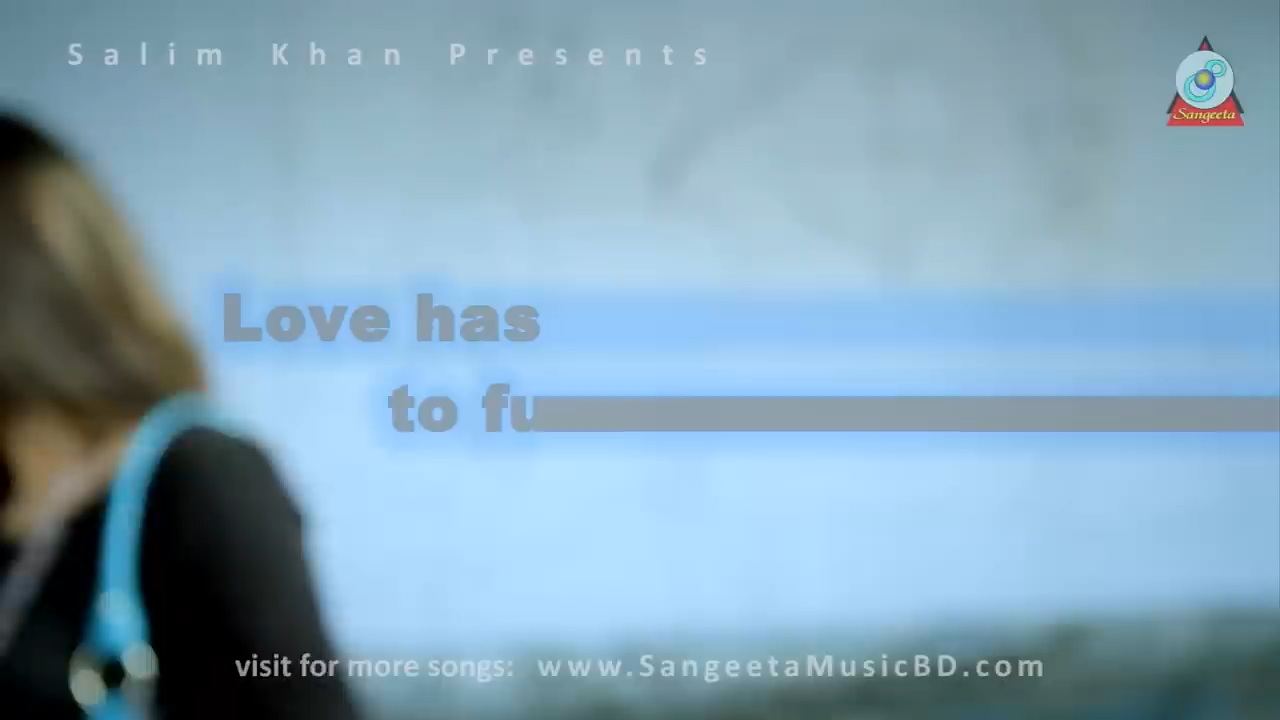 Salim Khan Presents
Sangeeta
Love has
to fu
visit for more songs: www.SangeetaMusicBD.com